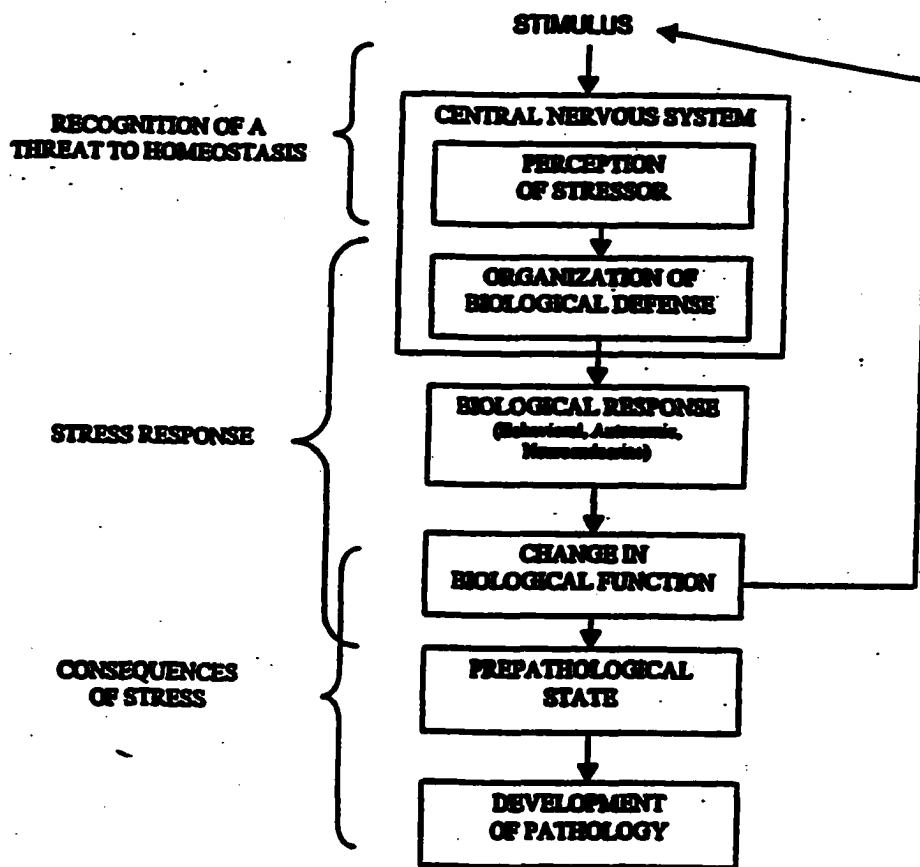 STIMULUS
RECOGNITION OF A
THREAT TO HOMEOSTASIS
CENTRAL NERVOUS SYSTEM
PERCEPTION
OF STRESSOR
ORGANIZATION OF
BIOLOGICAL DEFENSE
STRESS RESPONSE
BIOLOGICAL RESPONSE
(Behavioral, Autonomic,
Neuroendocrine)
CHANGE IN
BIOLOGICAL FUNCTION
CONSEQUENCES
OF STRESS
PREPATHOLOGICAL
STATE
DEVELOPMENT
OF PATHOLOGY